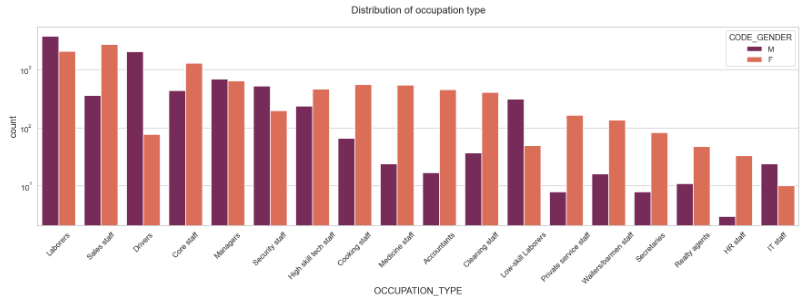 Distribution of occupation type
CODE_GENDER
M
F
count
10³
10²
10¹
Laborers
Sales staff
Drivers
Core staff
Managers
Security staff
High skill tech staff
Cooking staff
Medicine staff
Accountants
Cleaning staff
Low-skill Laborers
Private service staff
Waiters/barmen staff
Secretaries
Realty agents
HR staff
IT staff
OCCUPATION_TYPE